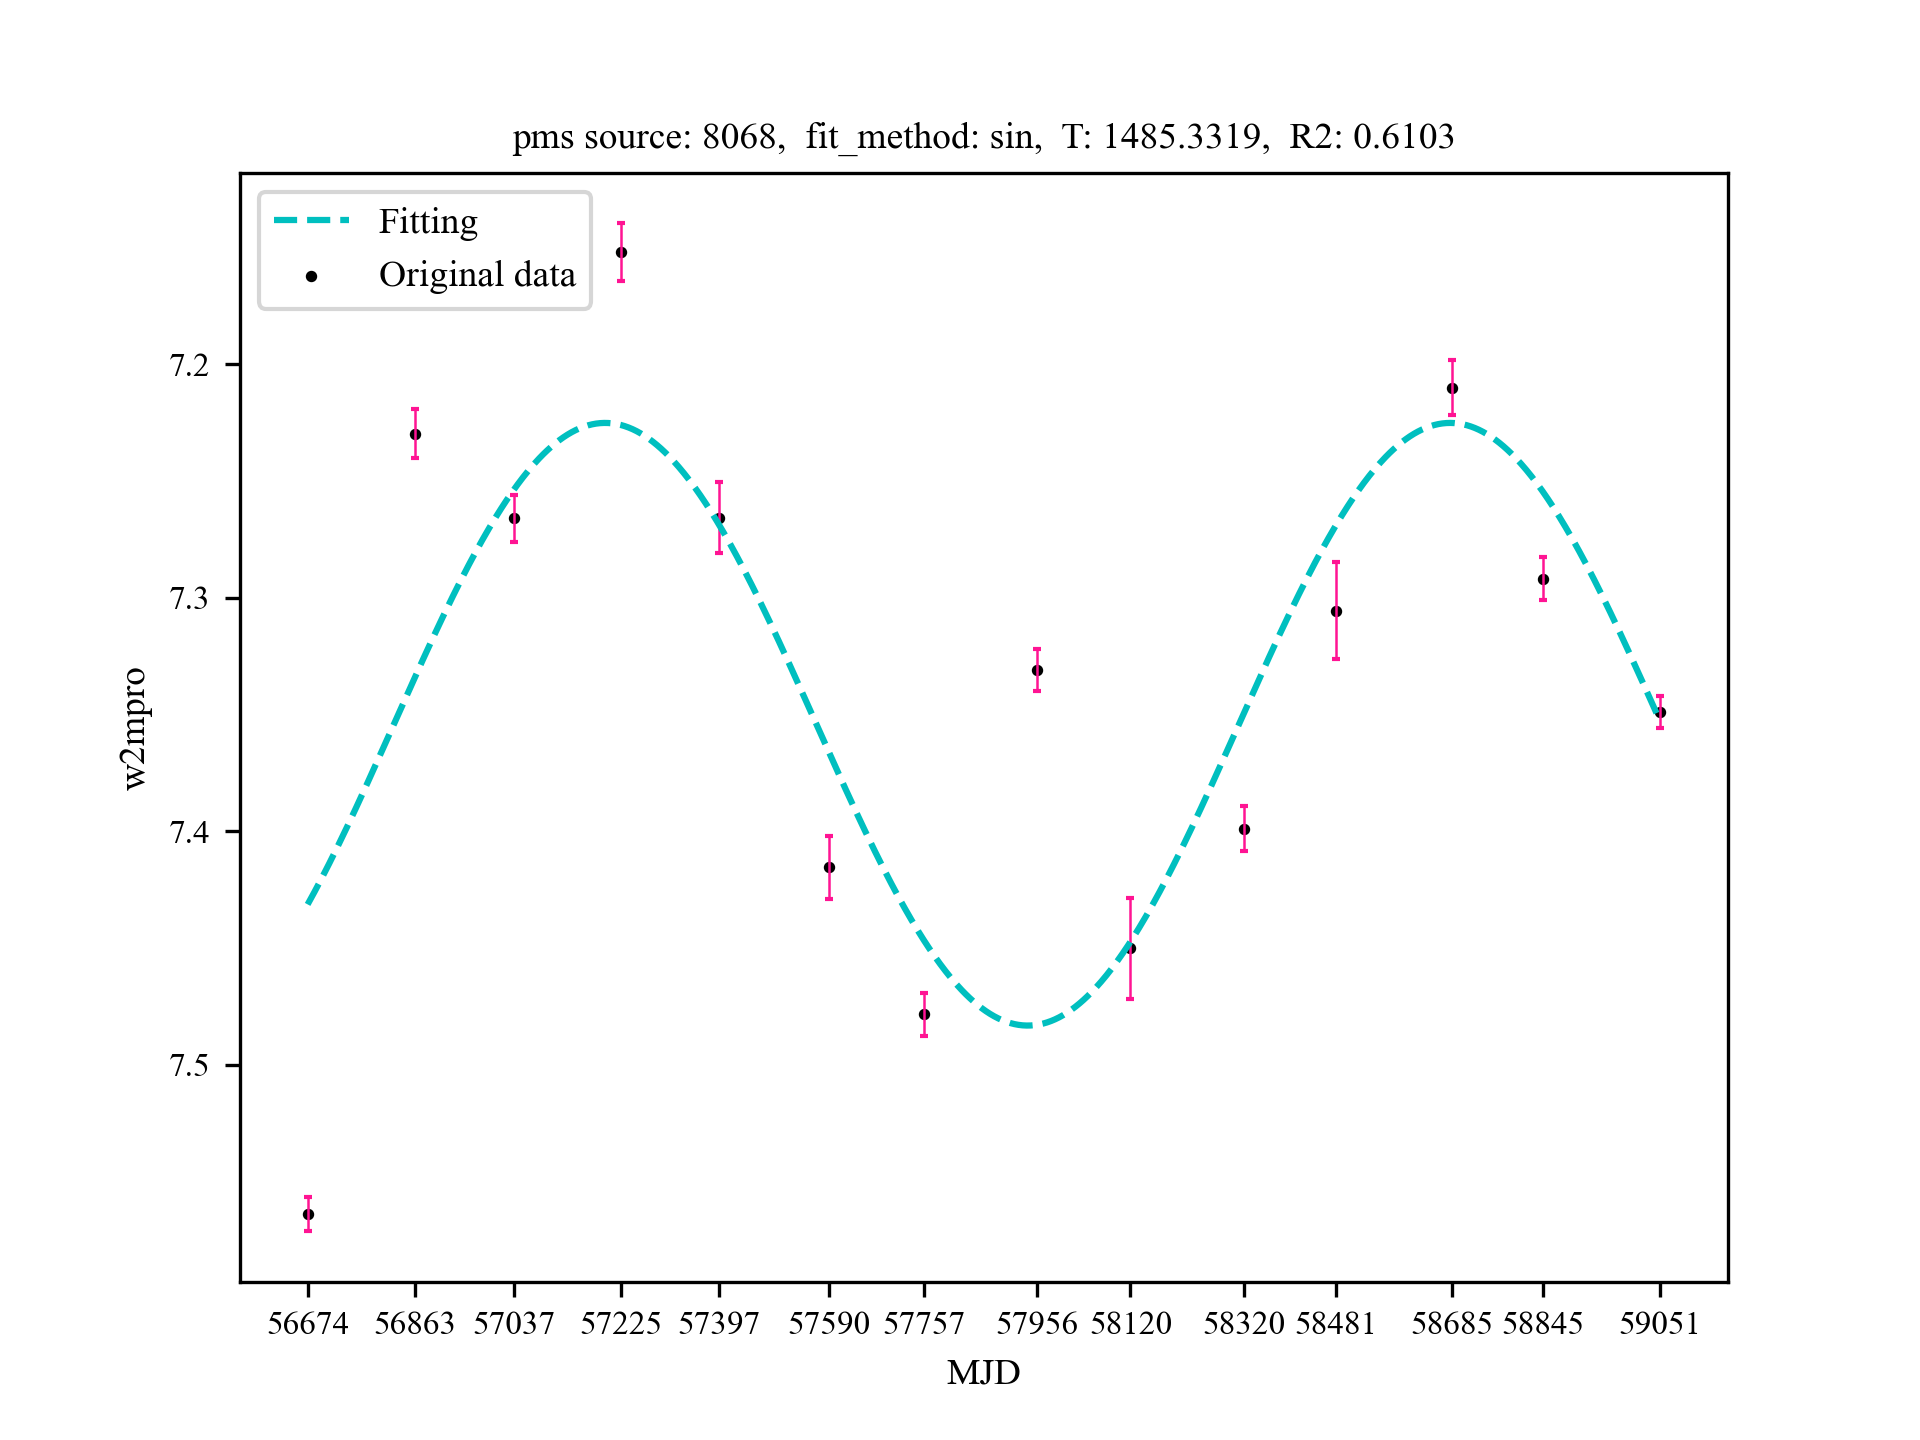 pms source: 8068,  fit_method: sin,  T: 1485.3319,  R2: 0.6103
Fitting
Original data
7.2
7.3
7.4
7.5
w2mpro
56674 56863 57037 57225 57397 57590 57757 57956 58120 58320 58481 58685 58845 59051
MJD